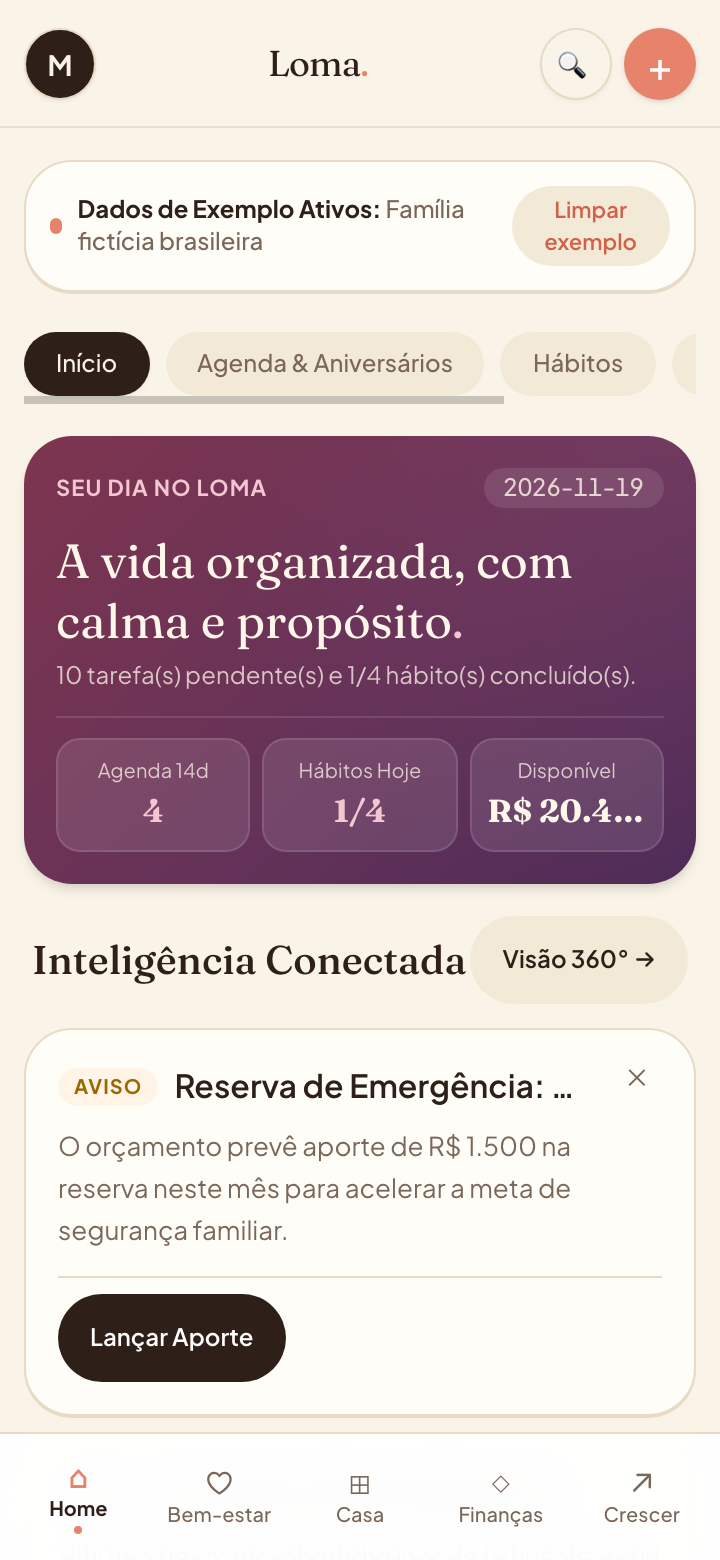 M
Loma.
+
Dados de Exemplo Ativos: Família
fictícia brasileira
Limpar
exemplo
Início
Agenda & Aniversários
Hábitos
SEU DIA NO LOMA
2026-11-19
A vida organizada, com
calma e propósito.
10 tarefa(s) pendente(s) e 1/4 hábito(s) concluído(s).
Agenda 14d
4
Hábitos Hoje
1/4
Disponível
R$ 20.4...
Inteligência Conectada
Visão 360° →
AVISO
Reserva de Emergência: ...
O orçamento prevê aporte de R$ 1.500 na
reserva neste mês para acelerar a meta de
segurança familiar.
Lançar Aporte
Home
Bem-estar
Casa
Finanças
Crescer